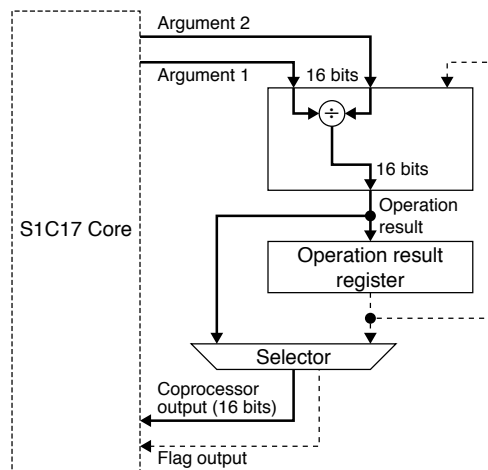 Argument 2
Argument 1
16 bits
÷
16 bits
S1C17 Core
Operation
result
Operation result
register
Selector
Coprocessor
output (16 bits)
Flag output